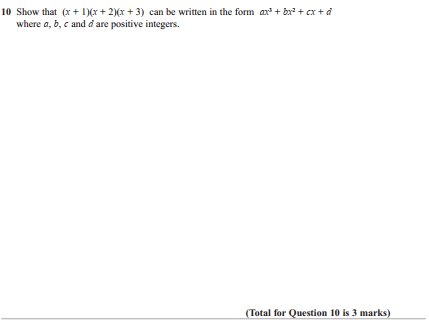 10 Show that (x + 1)(x + 2)(x + 3) can be written in the form ax³ + bx² + cx + d
where a, b, c and d are positive integers.
(Total for Question 10 is 3 marks)